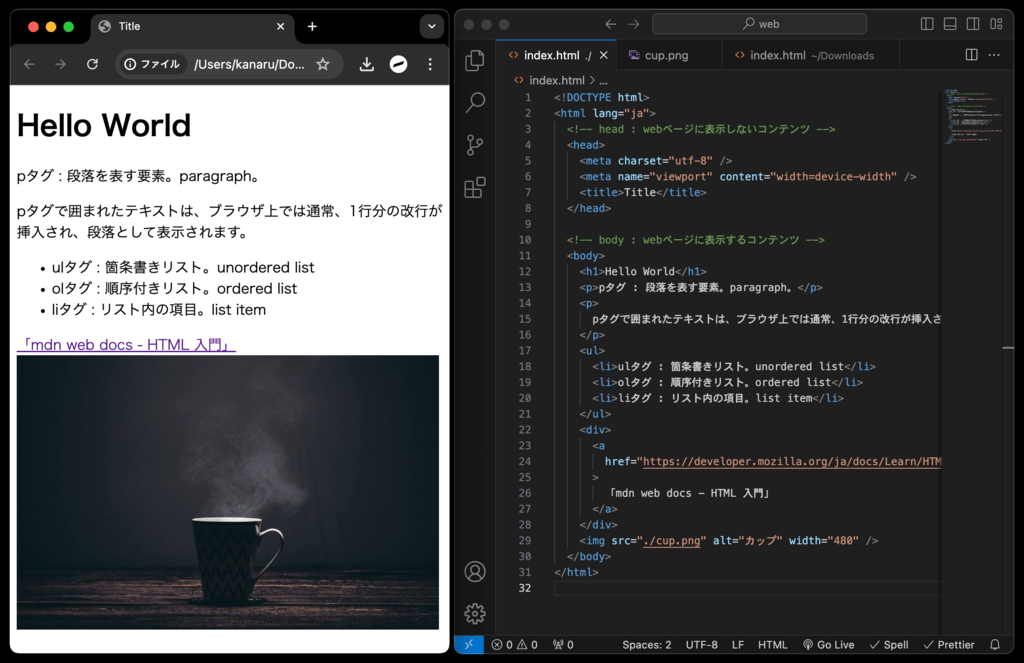 Title
ファイル
/Users/kanaru/Do...
Hello World
pタグ : 段落を表す要素。paragraph。
pタグで囲まれたテキストは、ブラウザ上では通常、1行分の改行が
挿入され、段落として表示されます。
• ulタグ : 箇条書きリスト。unordered list
• olタグ : 順序付きリスト。ordered list
• liタグ : リスト内の項目。list item
「mdn web docs - HTML 入門」
web
index.html ./
cup.png
index.html ~/Downloads
index.html > ...
1 <!DOCTYPE html>
2 <html lang="ja">
3 <!-- head : webページに表示しないコンテンツ -->
4 <head>
5 <meta charset="utf-8" />
6 <meta name="viewport" content="width=device-width" />
7 <title>Title</title>
8 </head>
9
10 <!-- body : webページに表示するコンテンツ -->
11 <body>
12 <h1>Hello World</h1>
13 <p>pタグ : 段落を表す要素。paragraph。</p>
14 <p>
15 pタグで囲まれたテキストは、ブラウザ上では通常、1行分の改行が挿入さ
16 </p>
17 <ul>
18 <li>ulタグ : 箇条書きリスト。unordered list</li>
19 <li>olタグ : 順序付きリスト。ordered list</li>
20 <li>liタグ : リスト内の項目。list item</li>
21 </ul>
22 <div>
23 <a
24 href="https://developer.mozilla.org/ja/docs/Learn/HTM
25 >
26 「mdn web docs - HTML 入門」
27 </a>
28 </div>
29 <img src="./cup.png" alt="カップ" width="480" />
30 </body>
31 </html>
32
0 0 0 Spaces: 2 UTF-8 LF HTML Go Live Spell Prettier